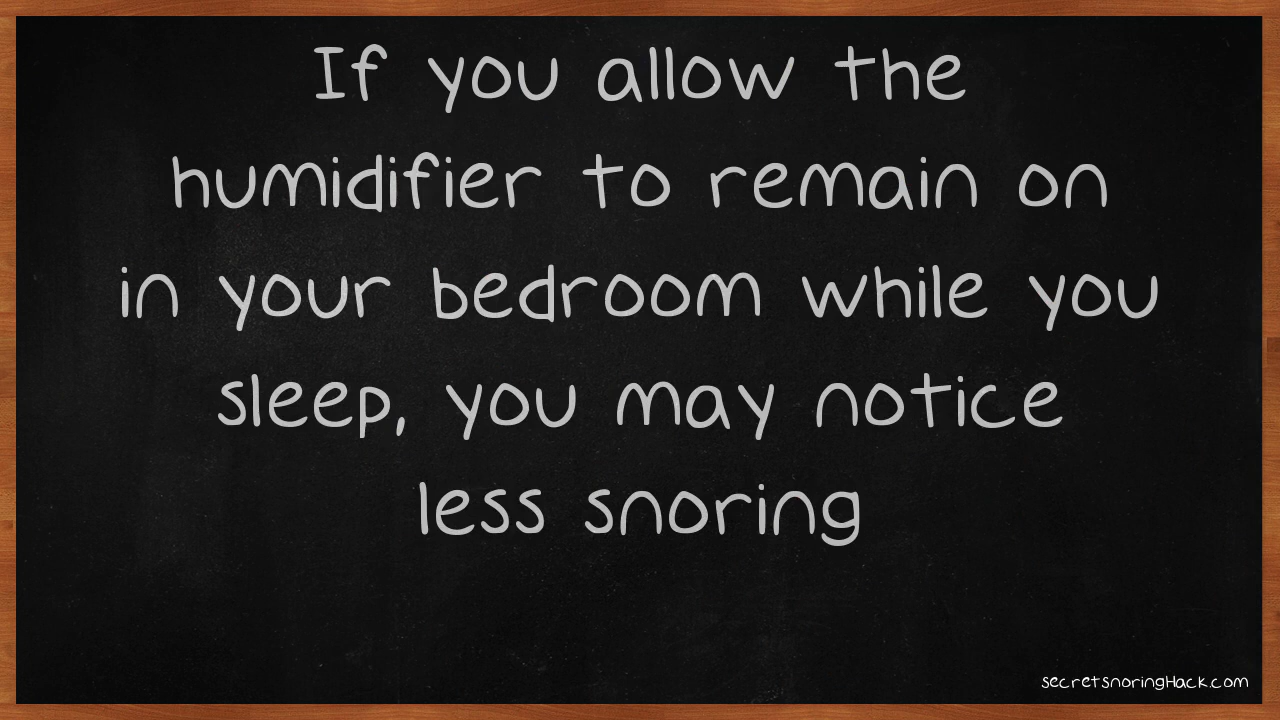 If you allow the
humidifier to remain on
in your bedroom while you
sleep, you may notice
less snoring
secretsnoringHack.com